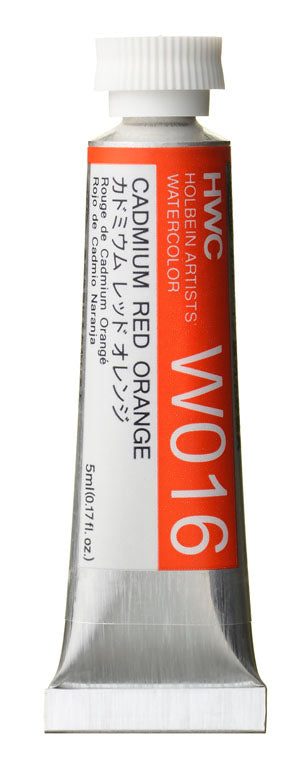 HWC
HOLBEIN ARTISTS'
WATERCOLOR
W016
CADMIUM RED ORANGE
カドミウム レッド オレンジ
Rouge de Cadmium Orangé
Rojo de Cadmio Naranja
5ml(0.17fl.oz.)